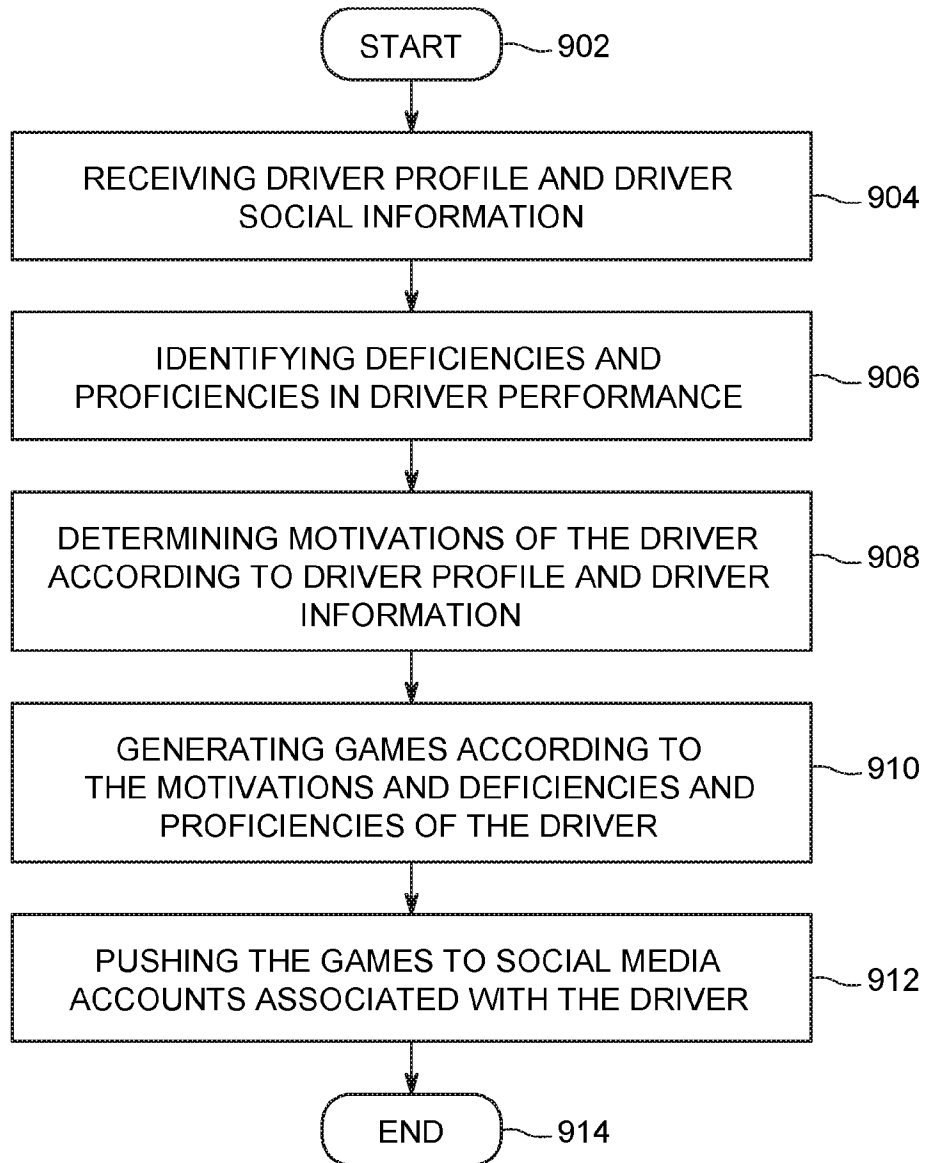 START
902
RECEIVING DRIVER PROFILE AND DRIVER
SOCIAL INFORMATION
904
IDENTIFYING DEFICIENCIES AND
PROFICIENCIES IN DRIVER PERFORMANCE
906
DETERMINING MOTIVATIONS OF THE DRIVER
ACCORDING TO DRIVER PROFILE AND DRIVER
INFORMATION
908
GENERATING GAMES ACCORDING TO
THE MOTIVATIONS AND DEFICIENCIES AND
PROFICIENCIES OF THE DRIVER
910
PUSHING THE GAMES TO SOCIAL MEDIA
ACCOUNTS ASSOCIATED WITH THE DRIVER
912
END
914